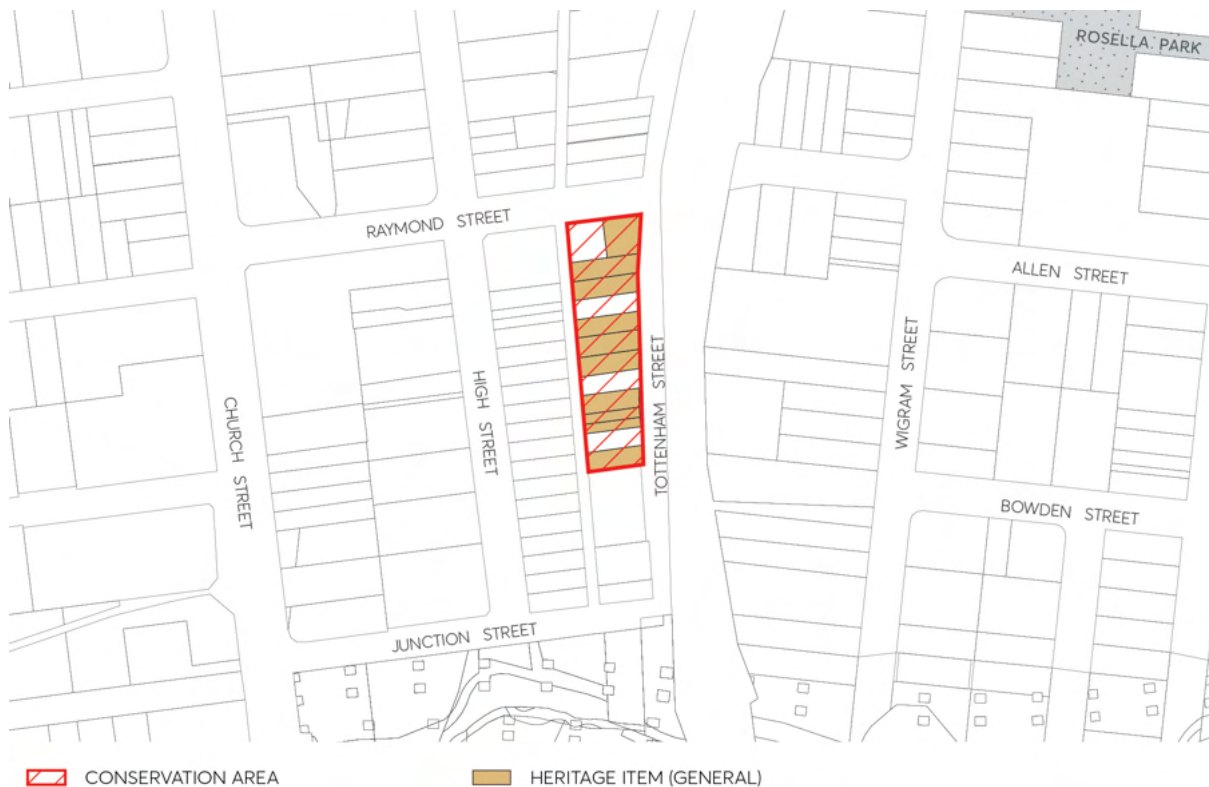 ROSELLA PARK
RAYMOND STREET
ALLEN STREET
TOTTENHAM STREET
WIGRAM STREET
HIGH STREET
CHURCH STREET
BOWDEN STREET
JUNCTION STREET
CONSERVATION AREA
HERITAGE ITEM (GENERAL)